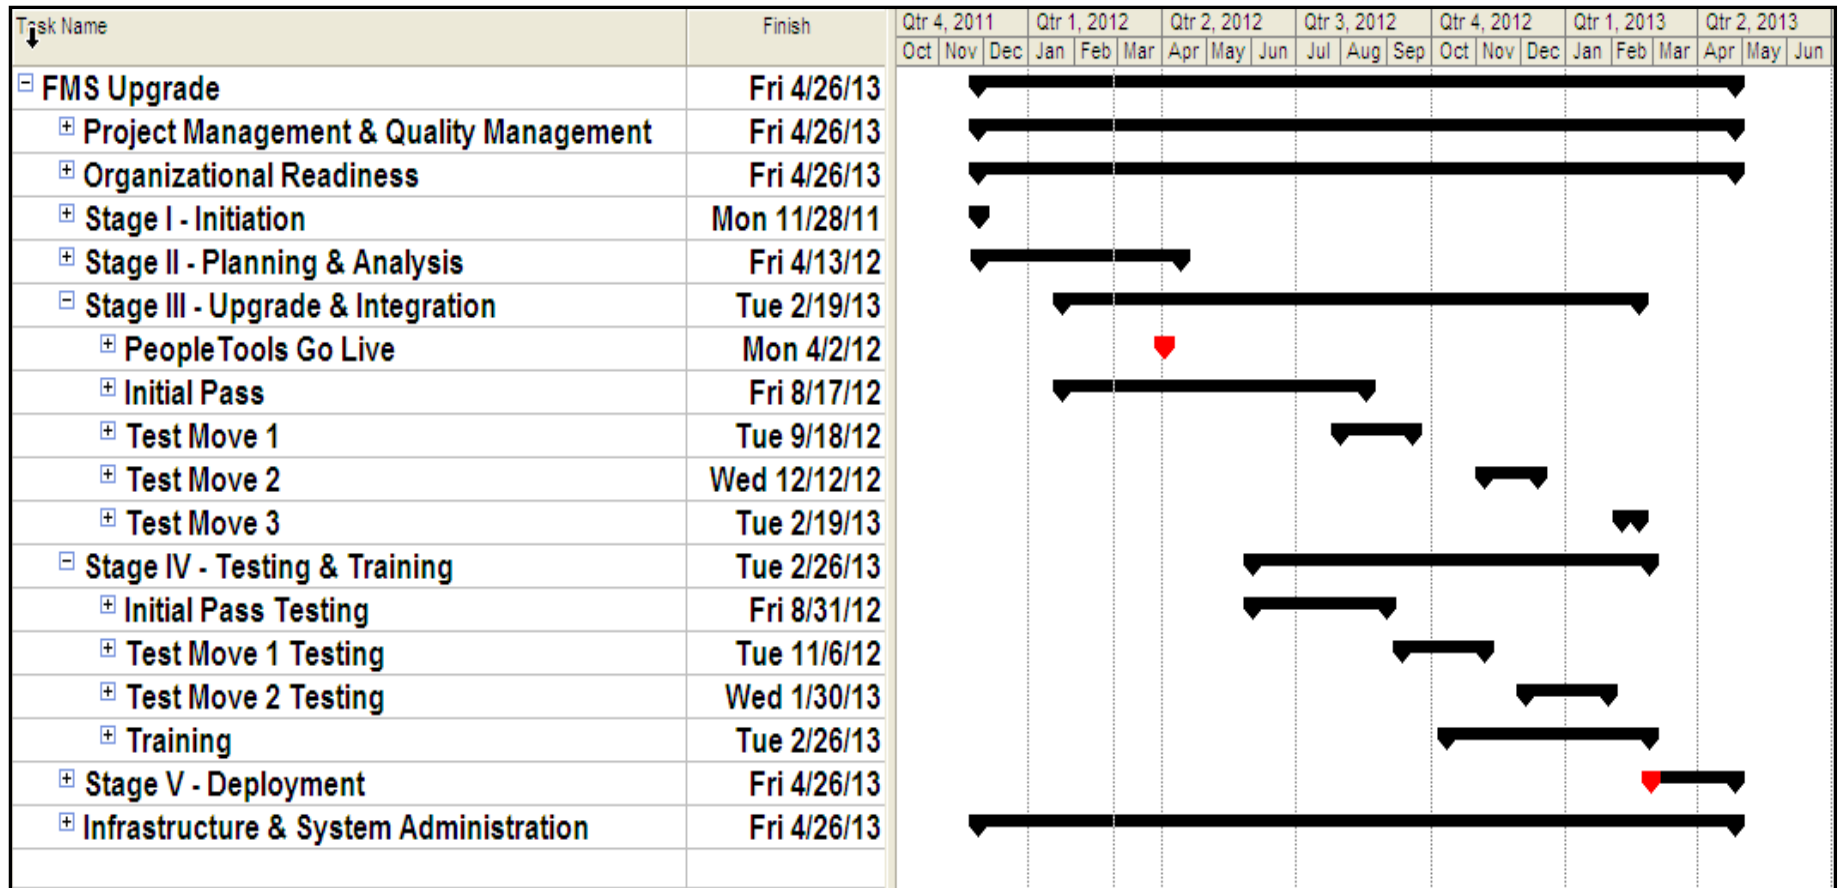 Task Name Finish Qtr 4, 2011 Qtr 1, 2012 Qtr 2, 2012 Qtr 3, 2012 Qtr 4, 2012 Qtr 1, 2013 Qtr 2, 2013
Oct Nov Dec Jan Feb Mar Apr May Jun Jul Aug Sep Oct Nov Dec Jan Feb Mar Apr May Jun
FMS Upgrade Fri 4/26/13
Project Management & Quality Management Fri 4/26/13
Organizational Readiness Fri 4/26/13
Stage I - Initiation Mon 11/28/11
Stage II - Planning & Analysis Fri 4/13/12
Stage III - Upgrade & Integration Tue 2/19/13
PeopleTools Go Live Mon 4/2/12
Initial Pass Fri 8/17/12
Test Move 1 Tue 9/18/12
Test Move 2 Wed 12/12/12
Test Move 3 Tue 2/19/13
Stage IV - Testing & Training Tue 2/26/13
Initial Pass Testing Fri 8/31/12
Test Move 1 Testing Tue 11/6/12
Test Move 2 Testing Wed 1/30/13
Training Tue 2/26/13
Stage V - Deployment Fri 4/26/13
Infrastructure & System Administration Fri 4/26/13